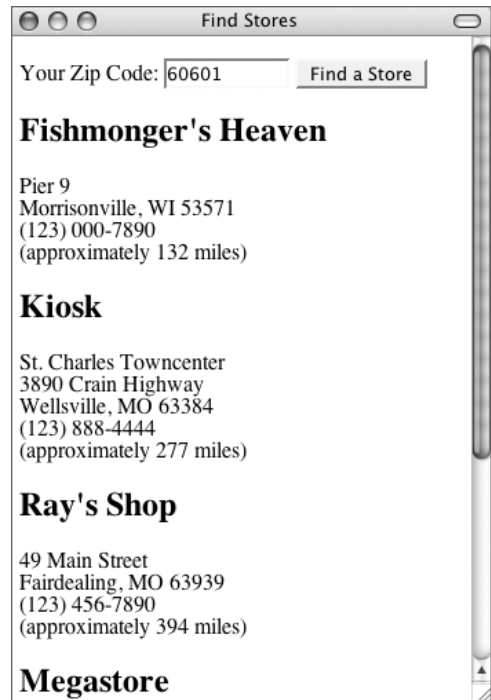 Find Stores
Your Zip Code: 60601 Find a Store
Fishmonger's Heaven
Pier 9
Morrisonville, WI 53571
(123) 000-7890
(approximately 132 miles)
Kiosk
St. Charles Towncenter
3890 Crain Highway
Wellsville, MO 63384
(123) 888-4444
(approximately 277 miles)
Ray's Shop
49 Main Street
Fairdealing, MO 63939
(123) 456-7890
(approximately 394 miles)
Megastore